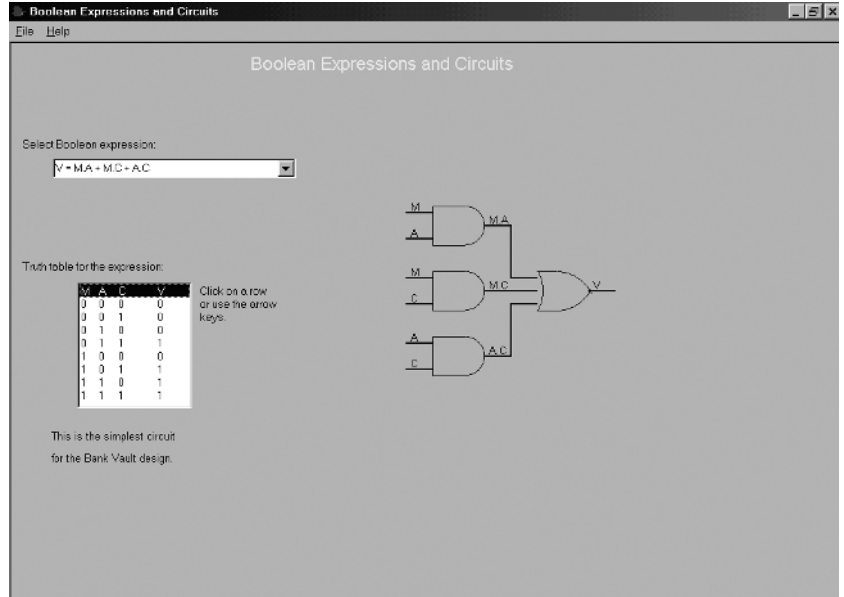 Boolean Expressions and Circuits
File Help
Boolean Expressions and Circuits
Select Boolean expression:
V = M.A + M.C + A.C
Truth table for the expression:
M A C V
0 0 0 0
0 0 1 0
0 1 0 0
0 1 1 1
1 0 0 0
1 0 1 1
1 1 0 1
1 1 1 1
Click on a row
or use the arrow
keys.
This is the simplest circuit
for the Bank Vault design.
M
A
M.A
M
C
M.C
V
A
C
A.C